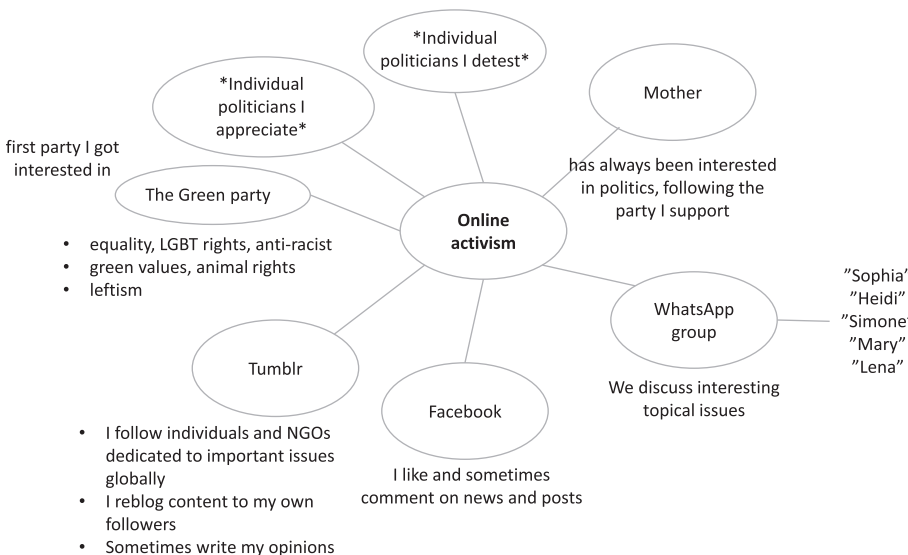 *Individual
politicians I detest*
*Individual
politicians I
appreciate*
Mother
has always been interested
in politics, following the
party I support
first party I got
interested in
The Green party
• equality, LGBT rights, anti-racist
• green values, animal rights
• leftism
Online
activism
WhatsApp
group
We discuss interesting
topical issues
”Sophia”
”Heidi”
”Simone”
”Mary”
”Lena”
Tumblr
• I follow individuals and NGOs
dedicated to important issues
globally
• I reblog content to my own
followers
• Sometimes write my opinions
Facebook
I like and sometimes
comment on news and posts